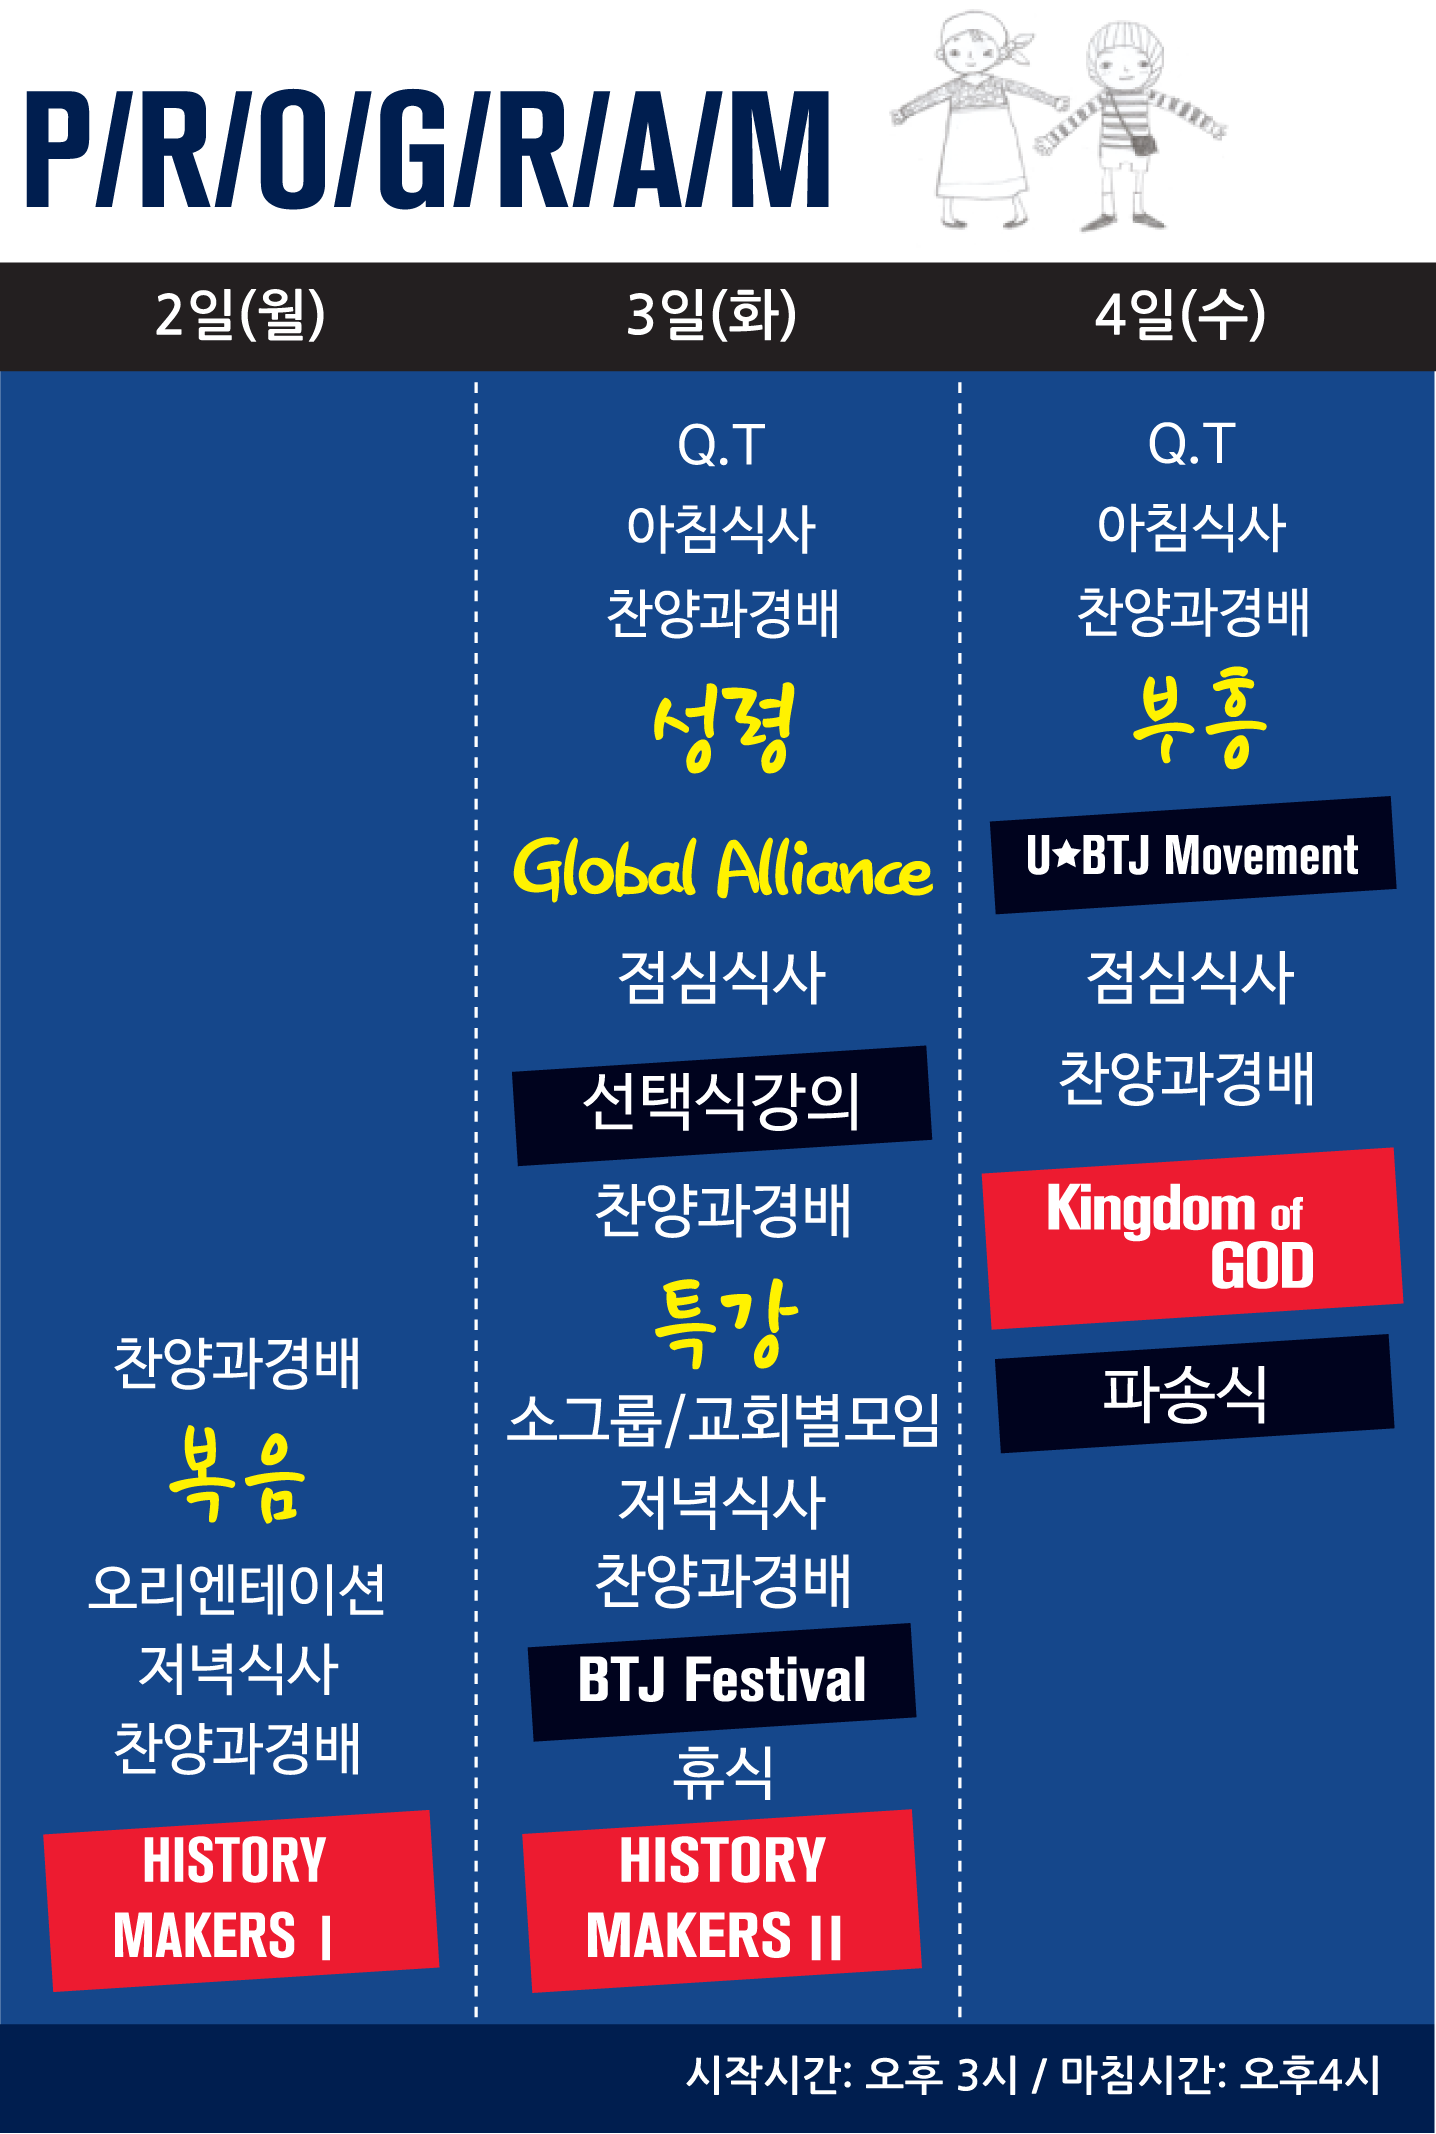 P/R/O/G/R/A/M
2일(월)
3일(화)
4일(수)
찬양과경배
복음
오리엔테이션
저녁식사
찬양과경배
HISTORY
MAKERS I
Q.T
아침식사
찬양과경배
성령
Global Alliance
점심식사
선택식강의
찬양과경배
특강
소그룹/교회별모임
저녁식사
찬양과경배
BTJ Festival
휴식
HISTORY
MAKERS II
Q.T
아침식사
찬양과경배
부흥
U★BTJ Movement
점심식사
찬양과경배
Kingdom of
GOD
파송식
시작시간: 오후 3시 / 마침시간: 오후4시